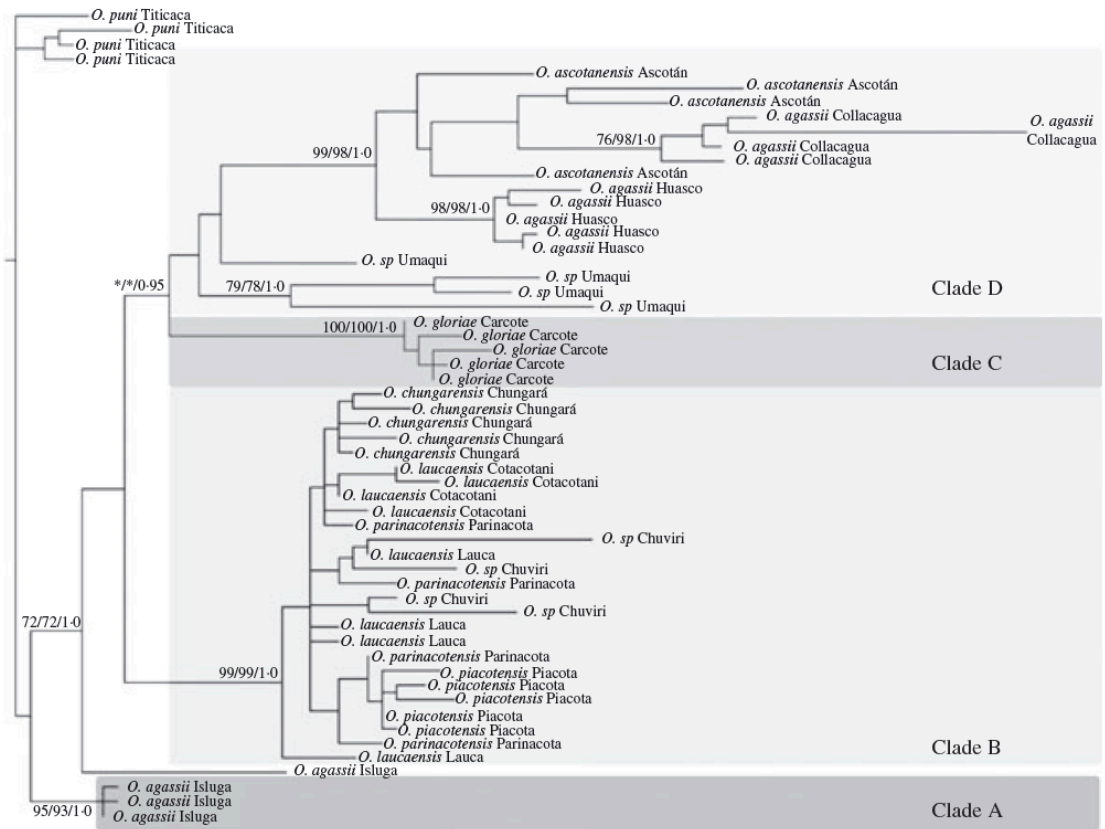 O. puni Titicaca
O. puni Titicaca
O. puni Titicaca
O. puni Titicaca
O. ascotanensis Ascotán
O. ascotanensis Ascotán
O. ascotanensis Ascotán
O. agassii Collacagua
O. agassii
Collacagua
76/98/1·0
O. agassii Collacagua
O. agassii Collacagua
99/98/1·0
O. ascotanensis Ascotán
O. agassii Huasco
O. agassii Huasco
98/98/1·0
O. agassii Huasco
O. agassii Huasco
O. agassii Huasco
O. sp Umaqui
*/*/0·95
79/78/1·0
O. sp Umaqui
O. sp Umaqui
O. sp Umaqui
Clade D
100/100/1·0
O. gloriae Carcote
O. gloriae Carcote
O. gloriae Carcote
O. gloriae Carcote
O. gloriae Carcote
Clade C
O. chungarensis Chungará
O. chungarensis Chungará
O. chungarensis Chungará
O. chungarensis Chungará
O. chungarensis Chungará
O. laucaensis Cotacotani
O. laucaensis Cotacotani
O. laucaensis Cotacotani
O. laucaensis Cotacotani
O. parinacotensis Parinacota
O. sp Chuviri
O. laucaensis Lauca
O. sp Chuviri
O. parinacotensis Parinacota
O. sp Chuviri
O. sp Chuviri
72/72/1·0
O. laucaensis Lauca
O. laucaensis Lauca
O. parinacotensis Parinacota
99/99/1·0
O. piacotensis Piacota
O. piacotensis Piacota
O. piacotensis Piacota
O. piacotensis Piacota
O. piacotensis Piacota
O. parinacotensis Parinacota
O. laucaensis Lauca
Clade B
O. agassii Isluga
O. agassii Isluga
O. agassii Isluga
95/93/1·0
O. agassii Isluga
Clade A